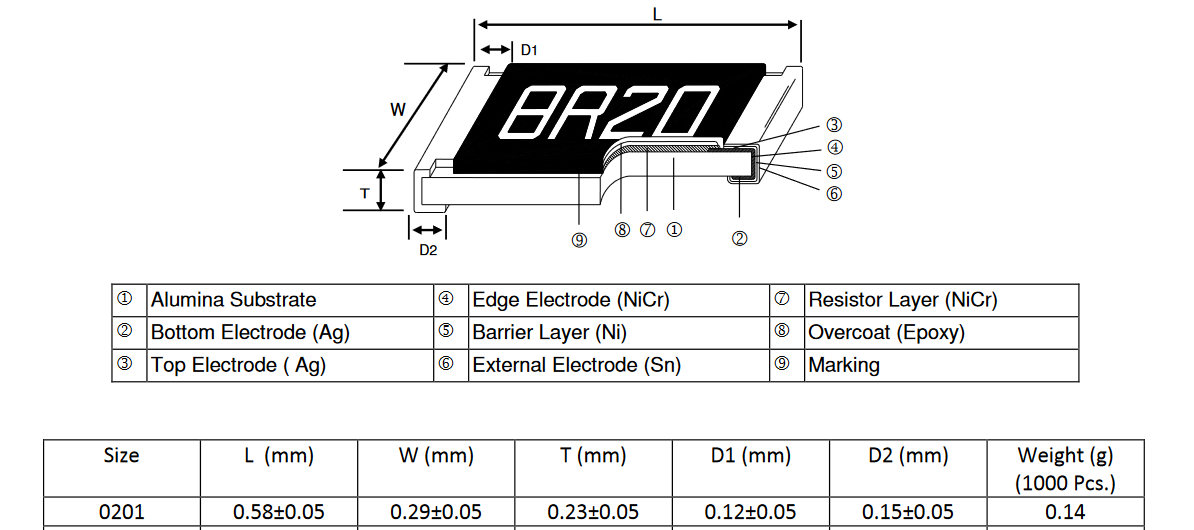 L
D1
8R20
W
③
④
⑤
T
⑥
⑧ ⑦ ①
⑨ ②
D2
① Alumina Substrate ④ Edge Electrode (NiCr) ⑦ Resistor Layer (NiCr)
② Bottom Electrode (Ag) ⑤ Barrier Layer (Ni) ⑧ Overcoat (Epoxy)
③ Top Electrode ( Ag) ⑥ External Electrode (Sn) ⑨ Marking
Size L (mm) W (mm) T (mm) D1 (mm) D2 (mm) Weight (g)
(1000 Pcs.)
0201 0.58±0.05 0.29±0.05 0.23±0.05 0.12±0.05 0.15±0.05 0.14